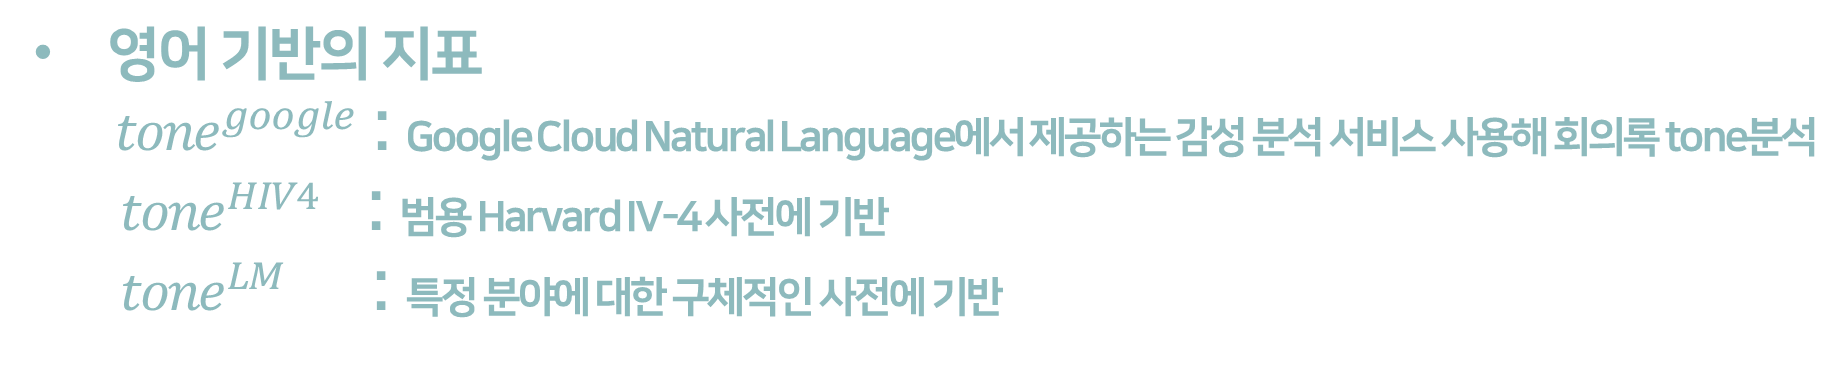 • 영어 기반의 지표
tone^google : Google Cloud Natural Language에서 제공하는 감성 분석 서비스 사용해 회의록 tone분석
tone^HIV4 : 범용 Harvard IV-4 사전에 기반
tone^LM : 특정 분야에 대한 구체적인 사전에 기반